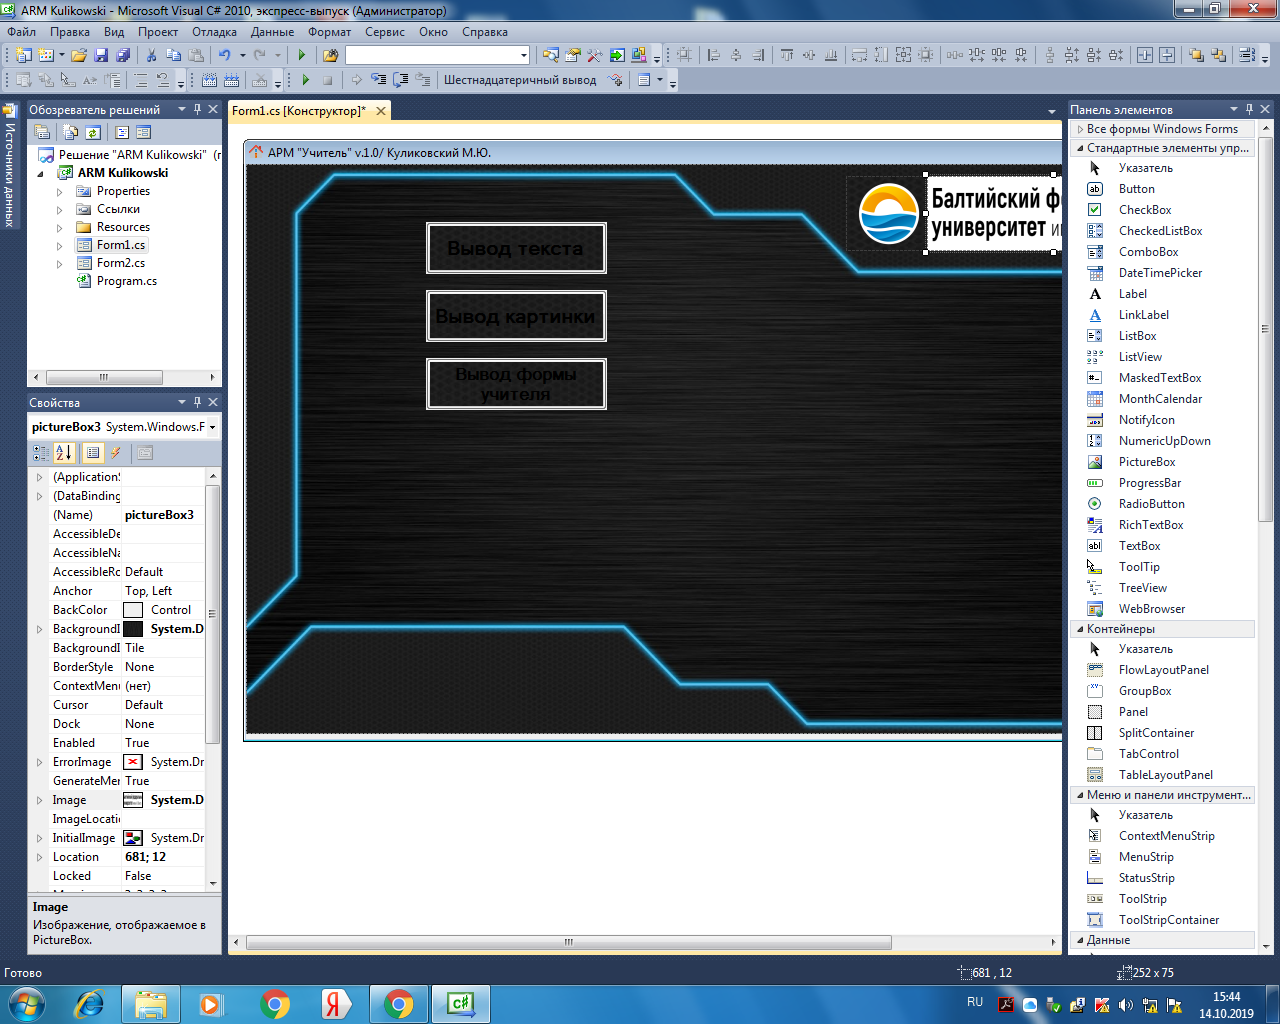 ARM Kulikowski - Microsoft Visual C# 2010, экспресс-выпуск (Администратор)
Файл Правка Вид Проект Отладка Данные Формат Сервис Окно Справка
Шестнадцатеричный вывод
Источники данных
Обозреватель решений
Решение "ARM Kulikowski"
ARM Kulikowski
Properties
Ссылки
Resources
Form1.cs
Form2.cs
Program.cs
Свойства
pictureBox3 System.Windows.F
(Application
(DataBinding
(Name) pictureBox3
AccessibleDe
AccessibleNa
AccessibleRo Default
Anchor Top, Left
BackColor Control
BackgroundI System.D
BackgroundI Tile
BorderStyle None
ContextMenu (нет)
Cursor Default
Dock None
Enabled True
ErrorImage System.Dr
GenerateMer True
Image System.D
ImageLocati
InitialImage System.Dr
Location 681; 12
Locked False
Image
Изображение, отображаемое в
PictureBox.
Form1.cs [Конструктор]*
АРМ "Учитель" v.1.0/ Куликовский М.Ю.
Балтийский ф
университет и
Вывод текста
Вывод картинки
Вывод формы
учителя
Панель элементов
Все формы Windows Forms
Стандартные элементы упр...
Указатель
Button
CheckBox
CheckedListBox
ComboBox
DateTimePicker
Label
LinkLabel
ListBox
ListView
MaskedTextBox
MonthCalendar
NotifyIcon
NumericUpDown
PictureBox
ProgressBar
RadioButton
RichTextBox
TextBox
ToolTip
TreeView
WebBrowser
Контейнеры
Указатель
FlowLayoutPanel
GroupBox
Panel
SplitContainer
TabControl
TableLayoutPanel
Меню и панели инструмент...
Указатель
ContextMenuStrip
MenuStrip
StatusStrip
ToolStrip
ToolStripContainer
Данные
Готово
681 , 12
252 x 75
RU
15:44
14.10.2019